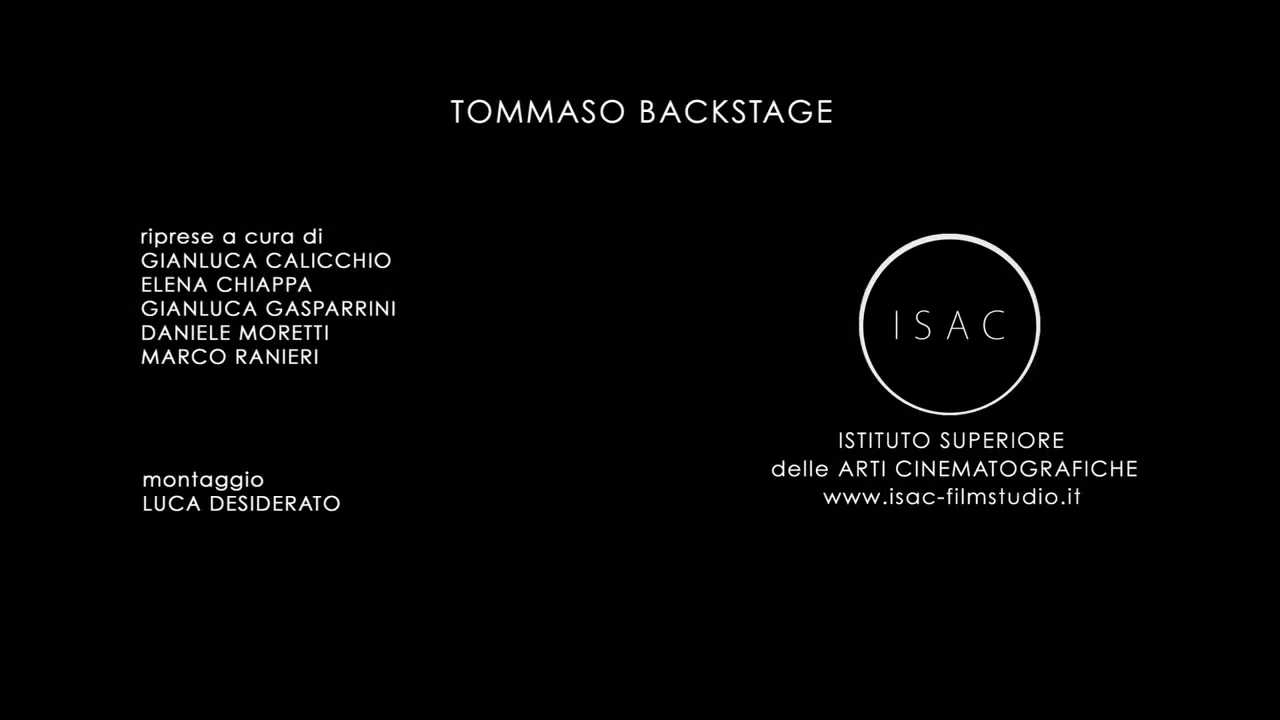 TOMMASO BACKSTAGE
riprese a cura di
GIANLUCA CALICCHIO
ELENA CHIAPPA
GIANLUCA GASPARRINI
DANIELE MORETTI
MARCO RANIERI
montaggio
LUCA DESIDERATO
ISAC
ISTITUTO SUPERIORE
delle ARTI CINEMATOGRAFICHE
www.isac-filmstudio.it